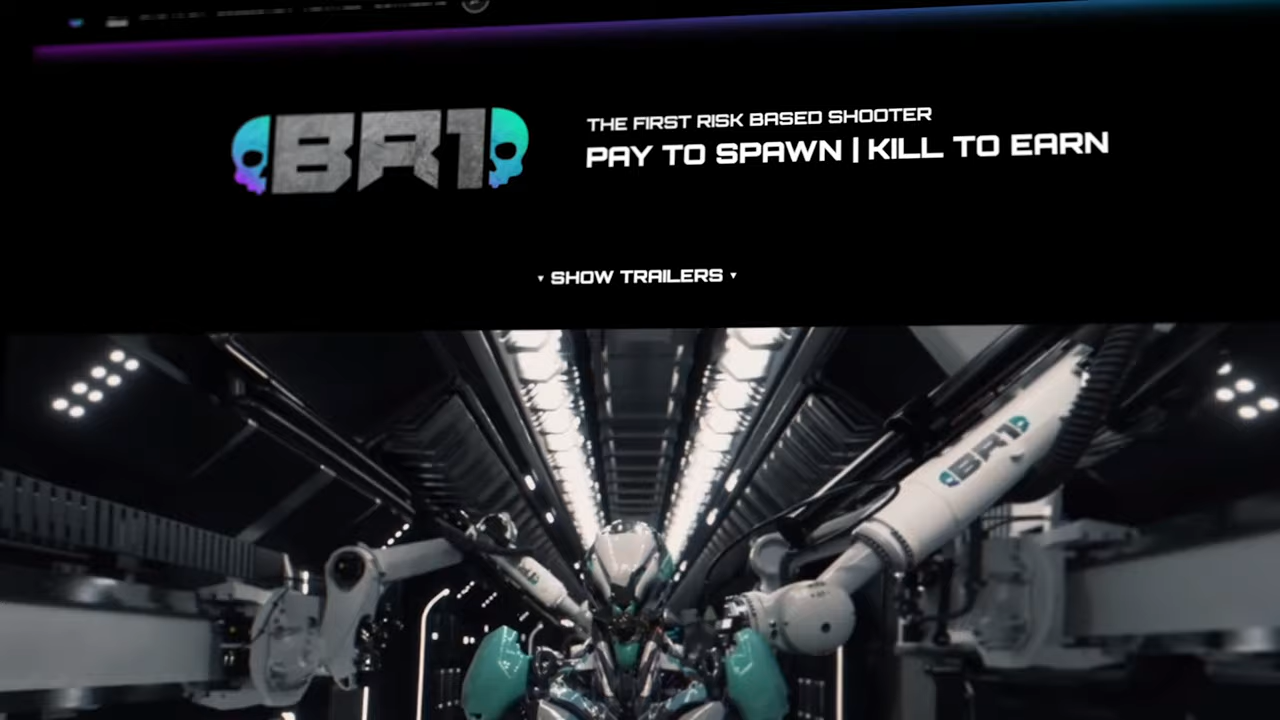 BR1
THE FIRST RISK BASED SHOOTER
PAY TO SPAWN | KILL TO EARN
▾ SHOW TRAILERS ▾
BR1